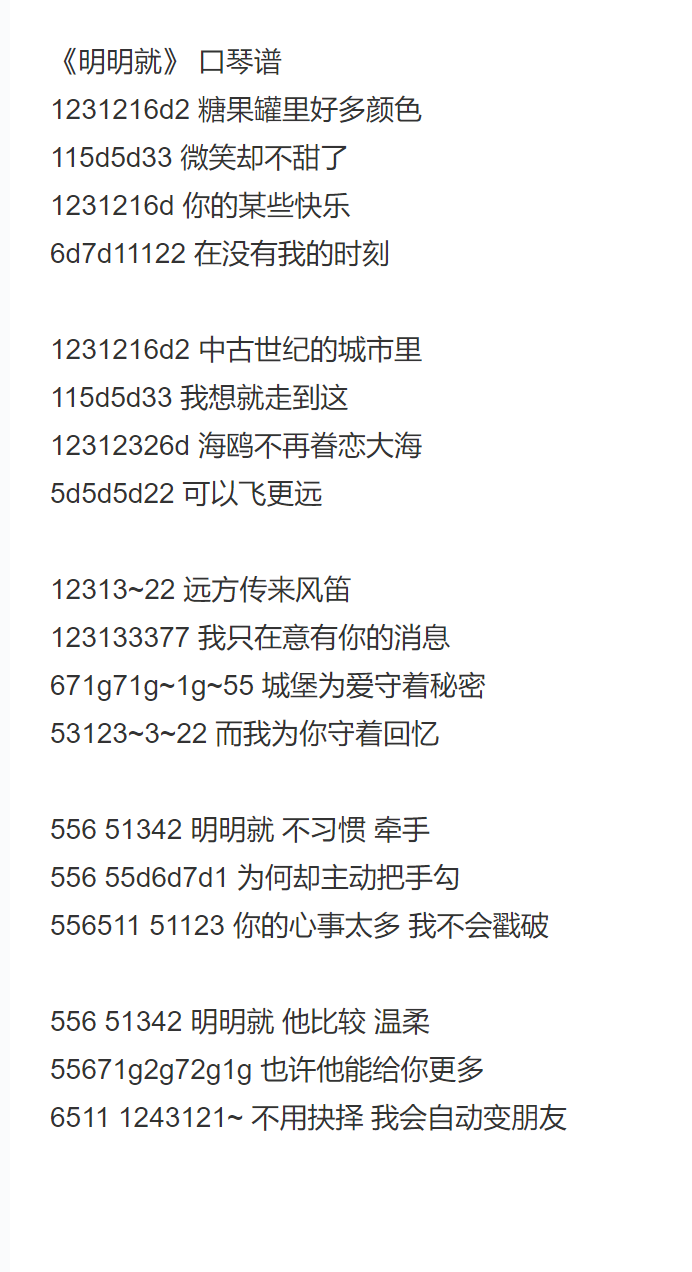 《明明就》 口琴谱
1231216d2 糖果罐里好多颜色
115d5d33 微笑却不甜了
1231216d 你的某些快乐
6d7d11122 在没有我的时刻
1231216d2 中古世纪的城市里
115d5d33 我想就走到这
12312326d 海鸥不再眷恋大海
5d5d5d22 可以飞更远
12313~22 远方传来风笛
123133377 我只在意有你的消息
671g71g~1g~55 城堡为爱守着秘密
53123~3~22 而我为你守着回忆
556 51342 明明就 不习惯 牵手
556 55d6d7d1 为何却主动把手勾
556511 51123 你的心事太多 我不会戳破
556 51342 明明就 他比较 温柔
55671g2g72g1g 也许他能给你更多
6511 1243121~ 不用抉择 我会自动变朋友